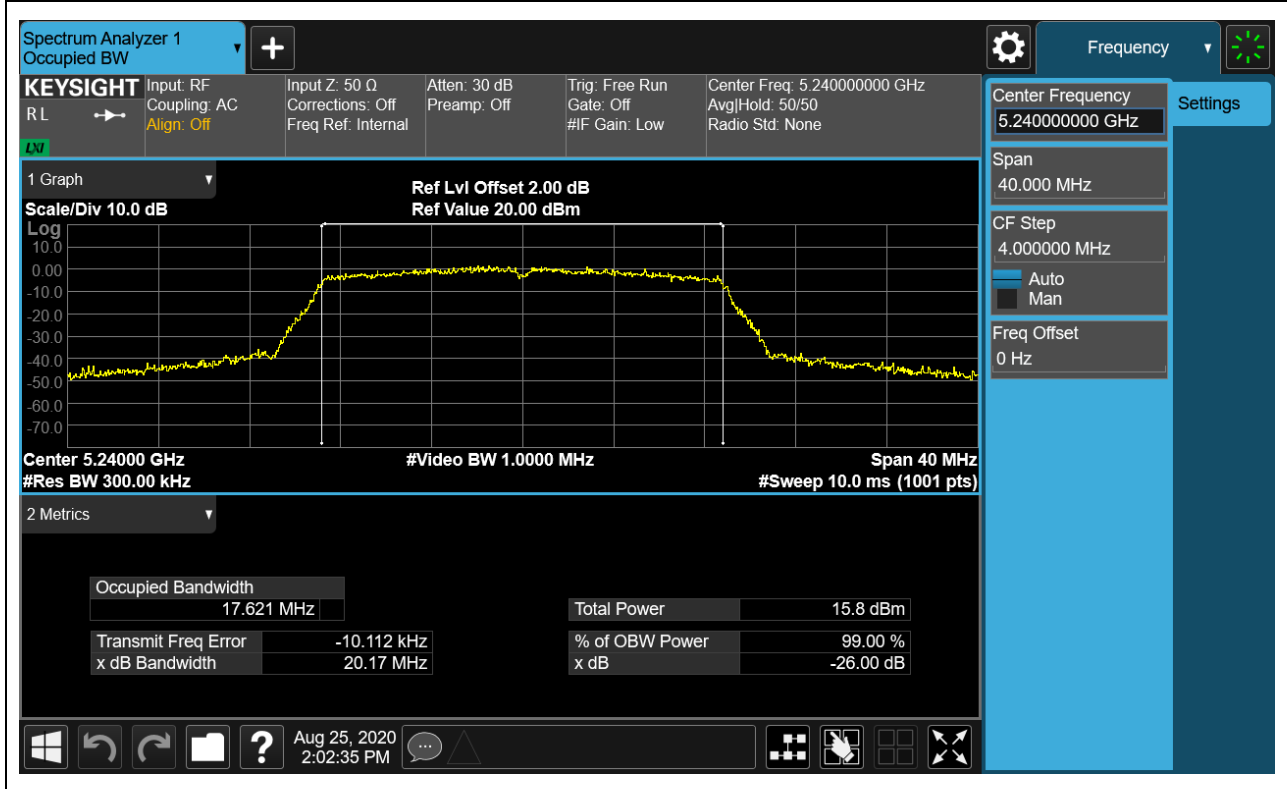 Spectrum Analyzer 1
Occupied BW
Frequency
KEYSIGHT
R L
LXI
Input: RF
Coupling: AC
Align: Off
Input Z: 50 Ω
Corrections: Off
Freq Ref: Internal
Atten: 30 dB
Preamp: Off
Trig: Free Run
Gate: Off
#IF Gain: Low
Center Freq: 5.240000000 GHz
Avg|Hold: 50/50
Radio Std: None
Center Frequency
5.240000000 GHz
Settings
Span
40.000 MHz
CF Step
4.000000 MHz
Auto
Man
Freq Offset
0 Hz
1 Graph
Scale/Div 10.0 dB
Ref Lvl Offset 2.00 dB
Ref Value 20.00 dBm
Log
10.0
0.00
-10.0
-20.0
-30.0
-40.0
-50.0
-60.0
-70.0
Center 5.24000 GHz
#Video BW 1.0000 MHz
Span 40 MHz
#Res BW 300.00 kHz
#Sweep 10.0 ms (1001 pts)
2 Metrics
Occupied Bandwidth
17.621 MHz
Total Power 15.8 dBm
Transmit Freq Error -10.112 kHz
% of OBW Power 99.00 %
x dB Bandwidth 20.17 MHz
x dB -26.00 dB
Aug 25, 2020
2:02:35 PM